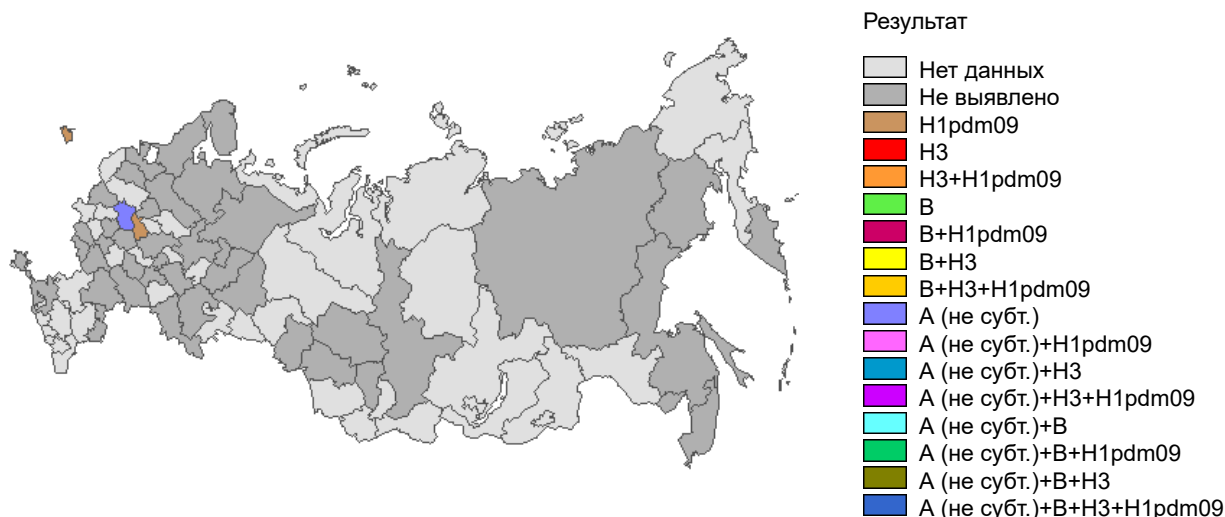 Результат
Нет данных
Не выявлено
H1pdm09
H3
H3+H1pdm09
B
B+H1pdm09
B+H3
B+H3+H1pdm09
А (не субт.)
А (не субт.)+H1pdm09
А (не субт.)+H3
А (не субт.)+H3+H1pdm09
А (не субт.)+B
А (не субт.)+B+H1pdm09
А (не субт.)+B+H3
А (не субт.)+B+H3+H1pdm09